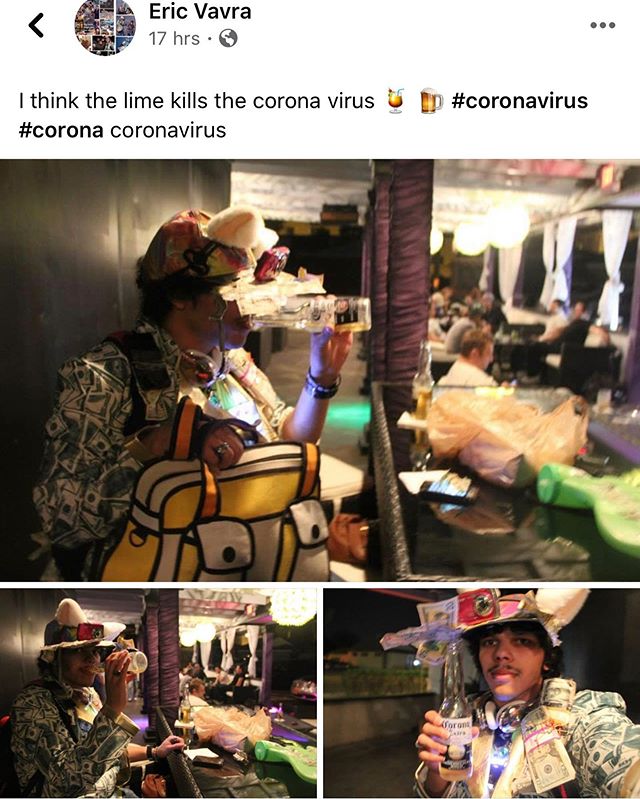 Eric Vavra
17 hrs ·
I think the lime kills the corona virus 🍹 🍺 #coronavirus
#corona coronavirus
Corona
Extra